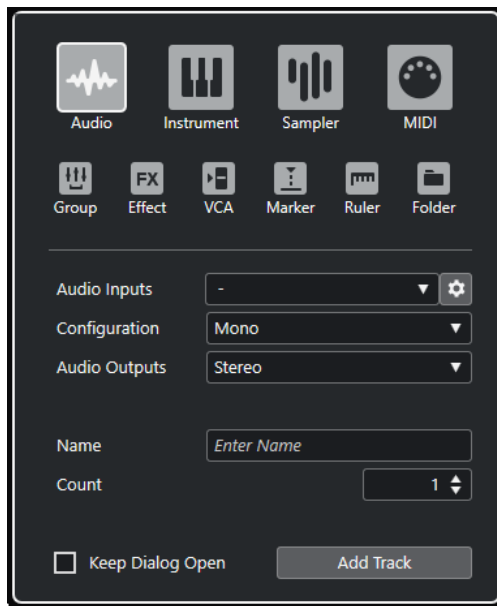 Audio Instrument Sampler MIDI
FX
Group Effect VCA Marker Ruler Folder
Audio Inputs -
Configuration Mono
Audio Outputs Stereo
Name Enter Name
Count 1
Keep Dialog Open Add Track